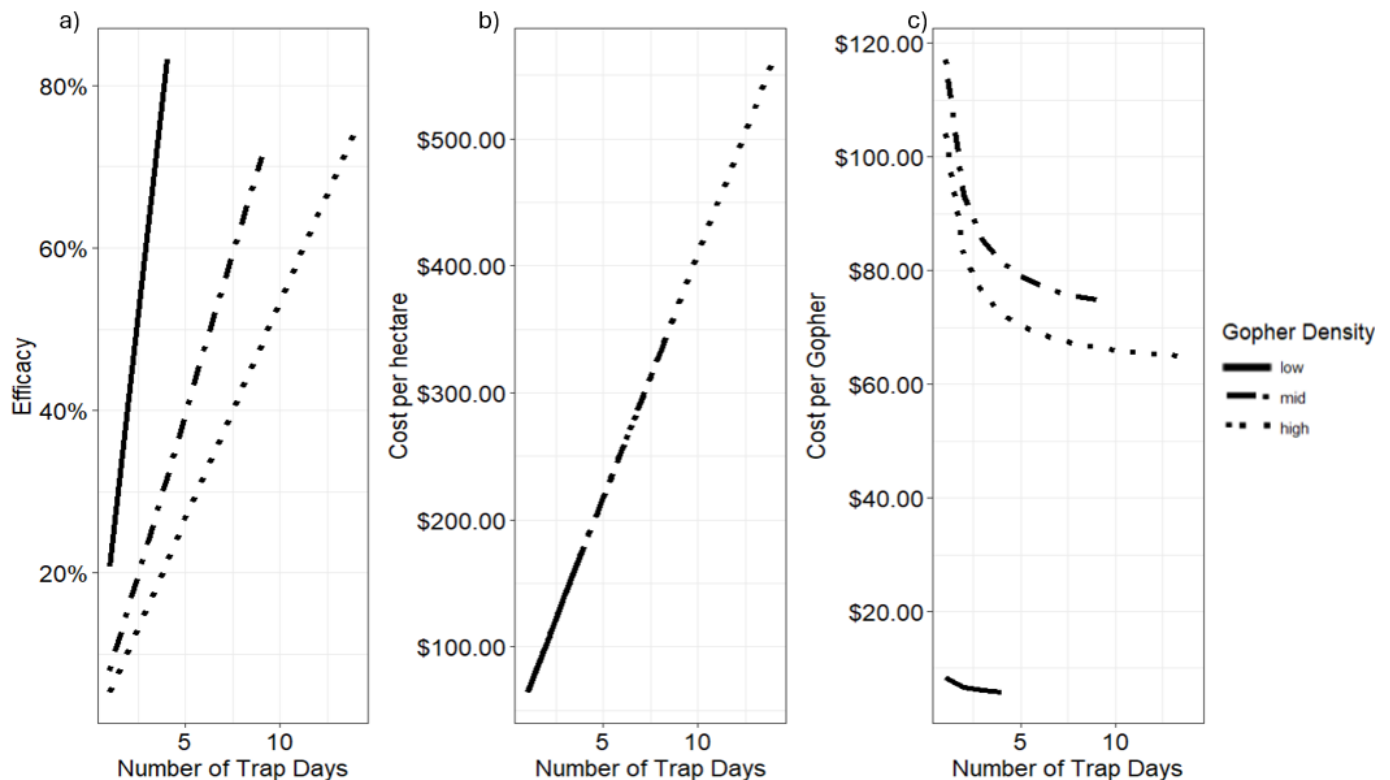 a)
80%
60%
40%
20%
Efficacy
5 10
Number of Trap Days
b)
$500.00
$400.00
$300.00
$200.00
$100.00
Cost per hectare
5 10
Number of Trap Days
c)
$120.00
$100.00
$80.00
$60.00
$40.00
$20.00
Cost per Gopher
5 10
Number of Trap Days
Gopher Density
low
mid
high